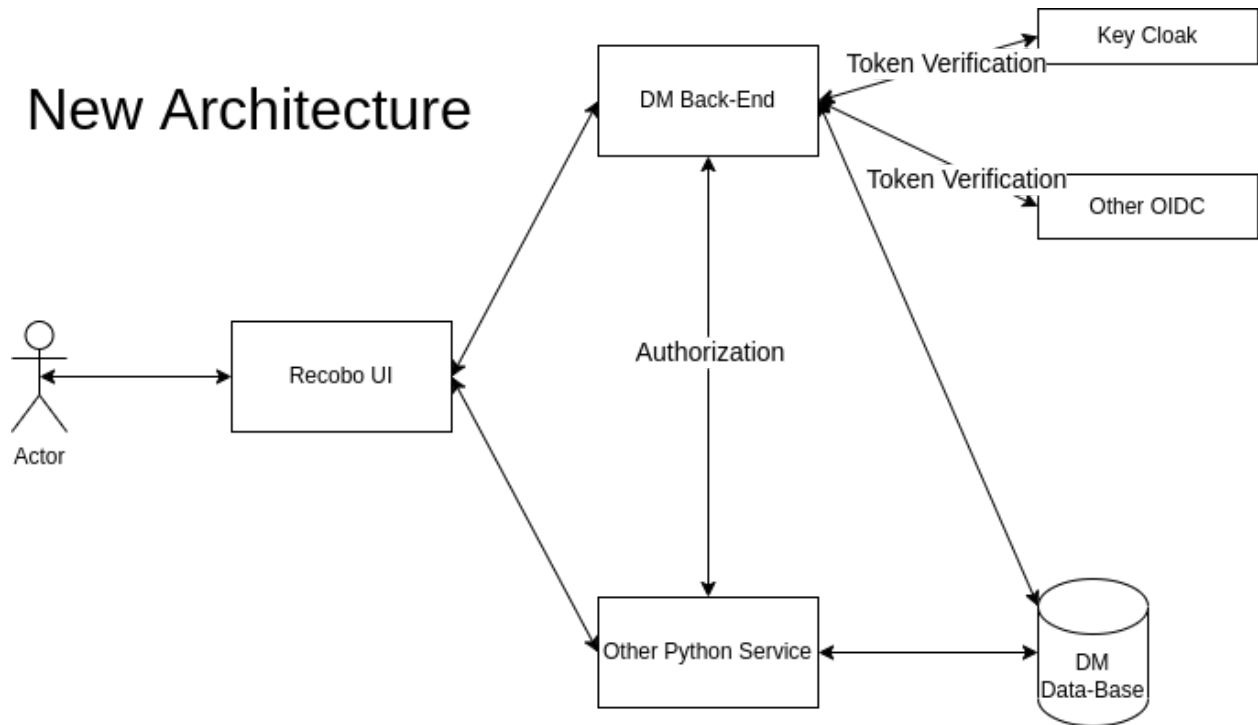 New Architecture
DM Back-End
Key Cloak
Token Verification
Token Verification
Other OIDC
Authorization
Recobo UI
Actor
Other Python Service
DM
Data-Base